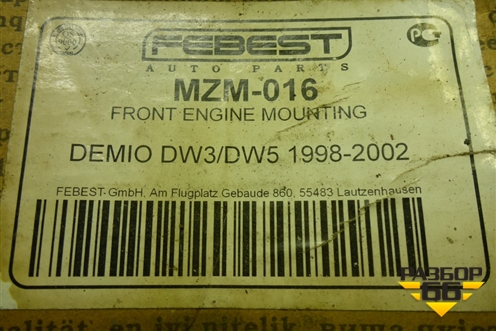 FEBEST
AUTO PARTS
MZM-016
FRONT ENGINE MOUNTING
DEMIO DW3/DW5 1998-2002
FEBEST-GmbH, Am Flugplatz Gebaude 860, 55483 Lautzenhausen
РАЗБОР
66